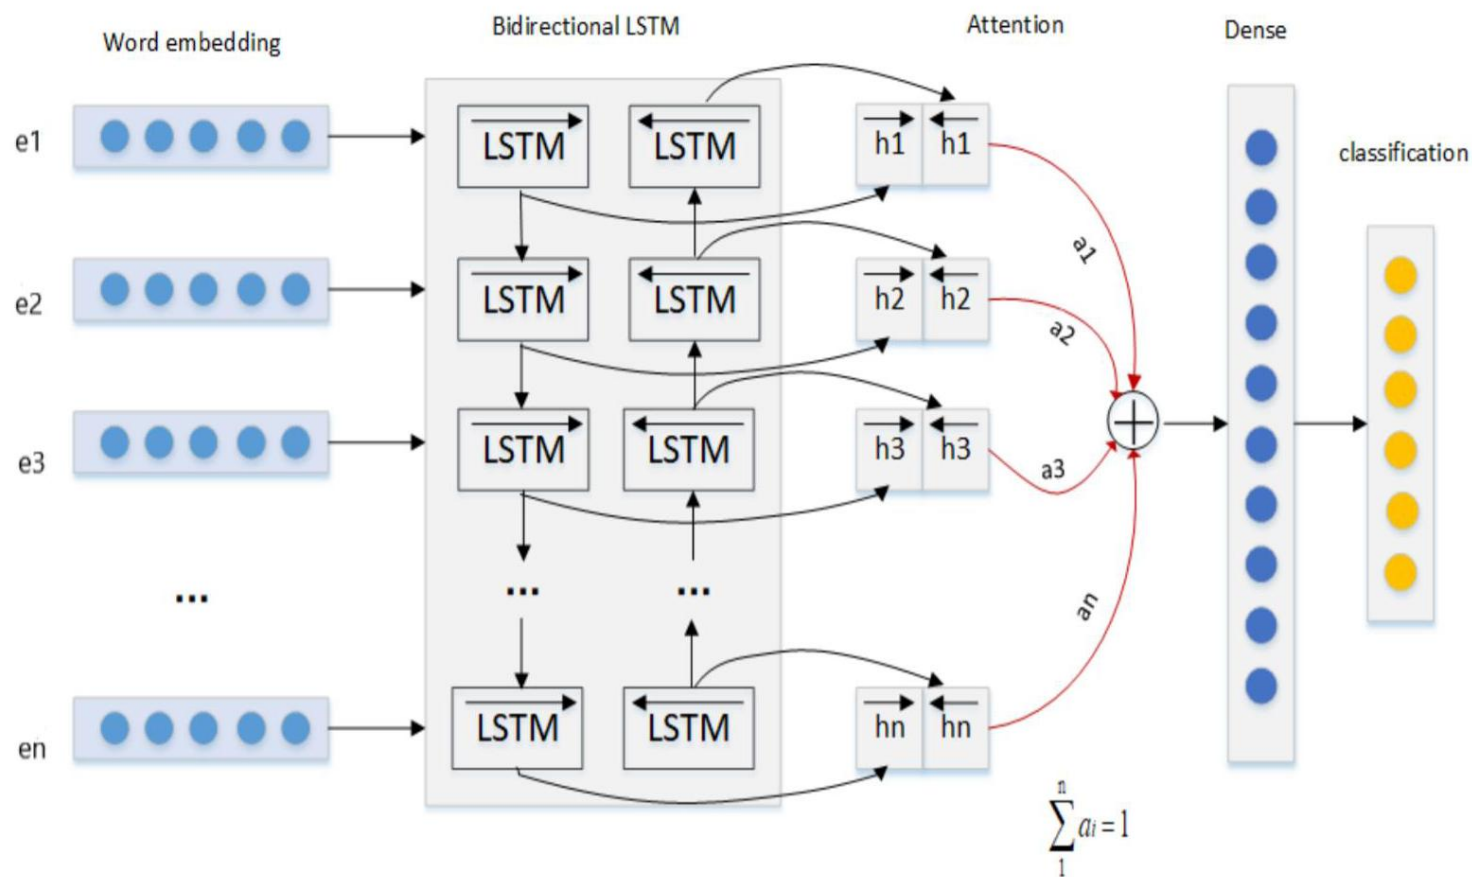 Word embedding
Bidirectional LSTM
Attention
Dense
classification
e1
LSTM
LSTM
h1
h1
a1
e2
LSTM
LSTM
h2
h2
a2
e3
LSTM
LSTM
h3
h3
a3
...
...
...
an
en
LSTM
LSTM
hn
hn
n
∑ ai = 1
1